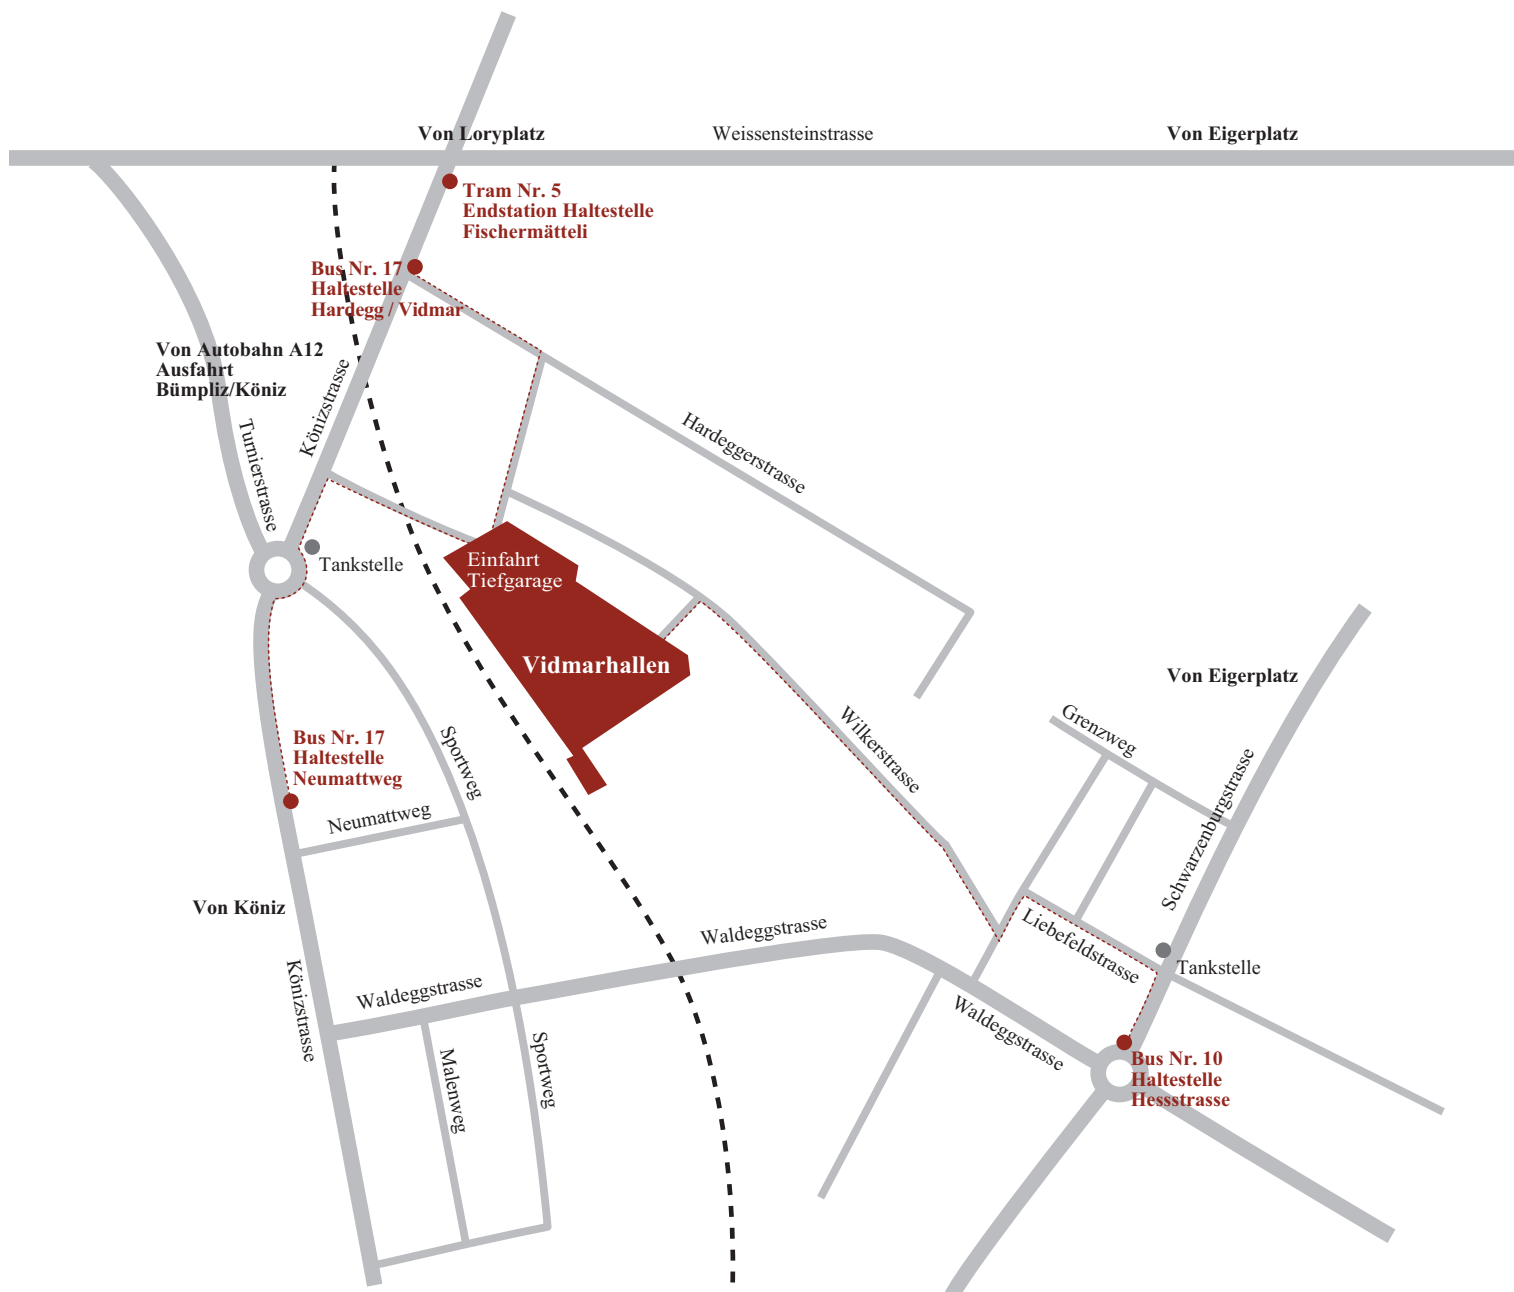 Von Loryplatz
Weissensteinstrasse
Von Eigerplatz
Tram Nr. 5
Endstation Haltestelle
Fischermätteli
Bus Nr. 17
Haltestelle
Hardegg / Vidmar
Von Autobahn A12
Ausfahrt
Bümpliz/Köniz
Könizstrasse
Turnierstrasse
Hardeggerstrasse
Tankstelle
Einfahrt
Tiefgarage
Vidmarhallen
Von Eigerplatz
Grenzweg
Wilkerstrasse
Schwarzenburgstrasse
Sportweg
Bus Nr. 17
Haltestelle
Neumattweg
Neumattweg
Von Köniz
Waldeggstrasse
Liebefeldstrasse
Tankstelle
Könizstrasse
Waldeggstrasse
Waldeggstrasse
Malenweg
Sportweg
Bus Nr. 10
Haltestelle
Hessstrasse